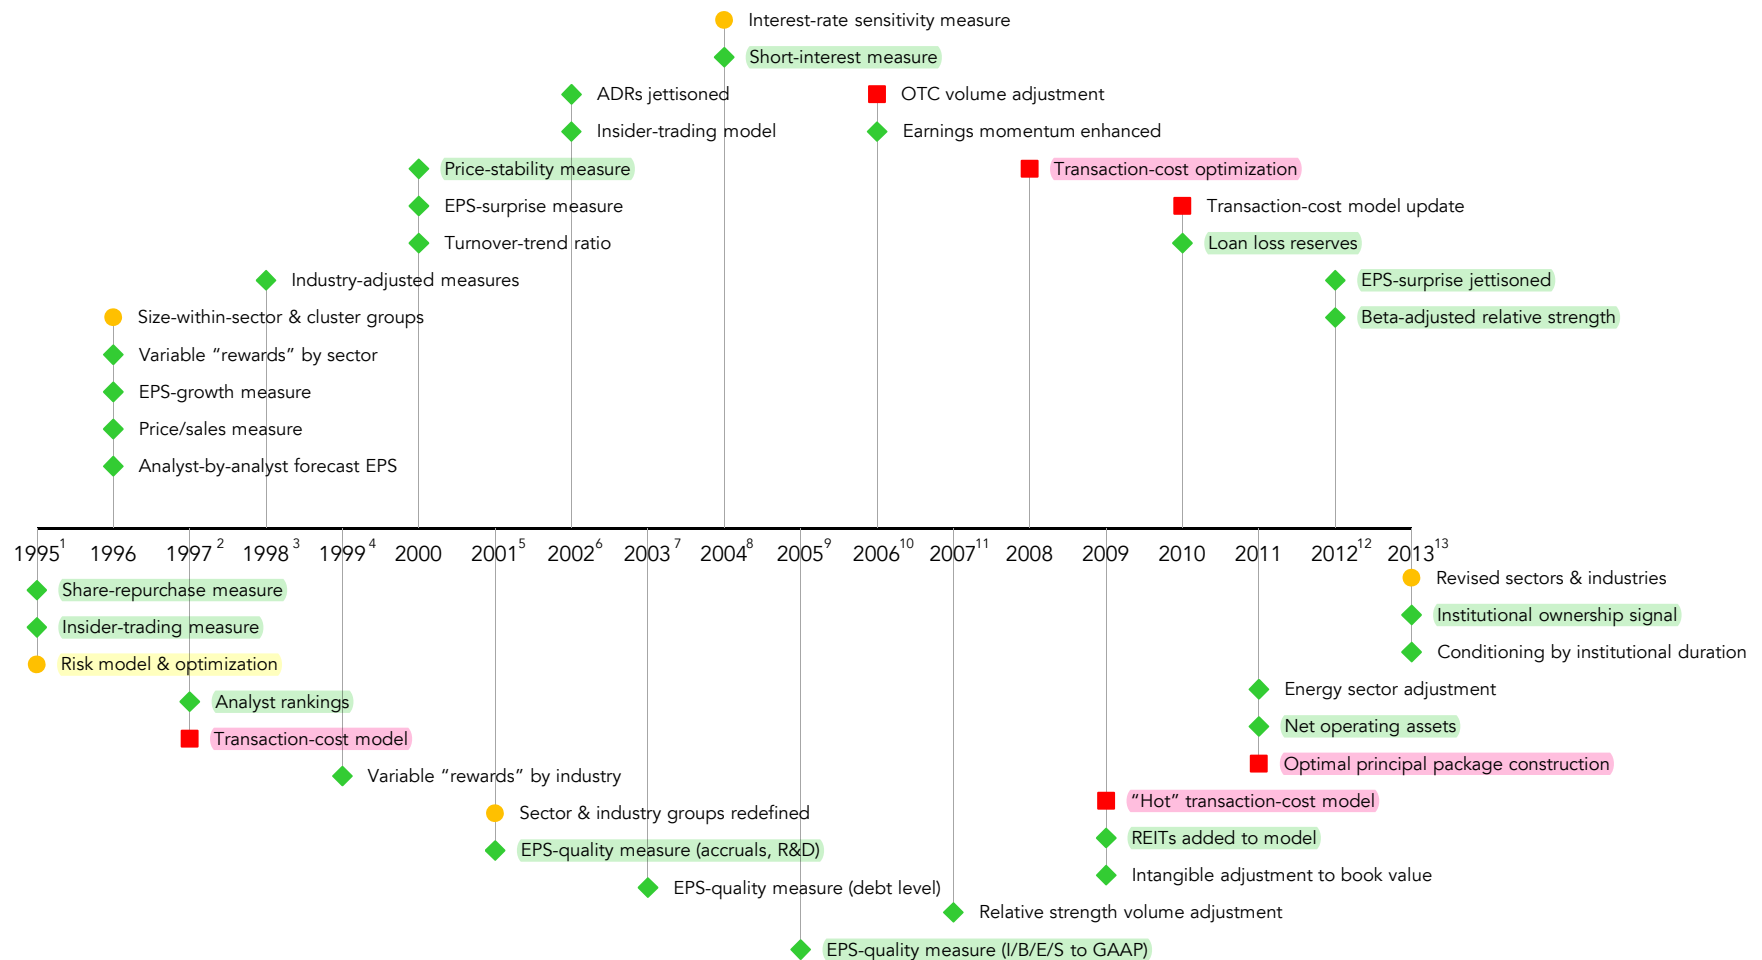 Interest-rate sensitivity measure
Short-interest measure
ADRs jettisoned
OTC volume adjustment
Insider-trading model
Earnings momentum enhanced
Price-stability measure
Transaction-cost optimization
EPS-surprise measure
Transaction-cost model update
Turnover-trend ratio
Loan loss reserves
Industry-adjusted measures
EPS-surprise jettisoned
Size-within-sector & cluster groups
Beta-adjusted relative strength
Variable “rewards” by sector
EPS-growth measure
Price/sales measure
Analyst-by-analyst forecast EPS
1995¹ 1996 1997² 1998³ 1999⁴ 2000 2001⁵ 2002⁶ 2003⁷ 2004⁸ 2005⁹ 2006¹⁰ 2007¹¹ 2008 2009 2010 2011 2012¹² 2013¹³
Revised sectors & industries
Share-repurchase measure
Institutional ownership signal
Insider-trading measure
Conditioning by institutional duration
Risk model & optimization
Energy sector adjustment
Analyst rankings
Net operating assets
Transaction-cost model
Optimal principal package construction
Variable “rewards” by industry
“Hot” transaction-cost model
Sector & industry groups redefined
REITs added to model
EPS-quality measure (accruals, R&D)
Intangible adjustment to book value
EPS-quality measure (debt level)
Relative strength volume adjustment
EPS-quality measure (I/B/E/S to GAAP)